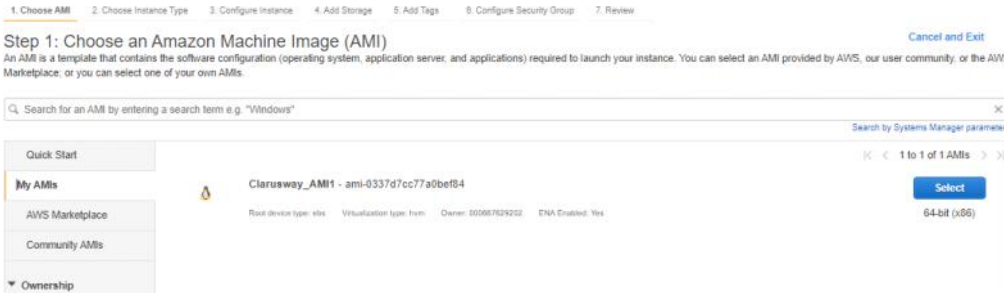 1. Choose AMI 2. Choose Instance Type 3. Configure Instance 4. Add Storage 5. Add Tags 6. Configure Security Group 7. Review
Step 1: Choose an Amazon Machine Image (AMI)
Cancel and Exit
An AMI is a template that contains the software configuration (operating system, application server, and applications) required to launch your instance. You can select an AMI provided by AWS, our user community, or the AW
Marketplace; or you can select one of your own AMIs.
Search for an AMI by entering a search term e.g. "Windows"
Search by Systems Manager paramete
Quick Start
1 to 1 of 1 AMIs
My AMIs
Clarusway_AMI1 - ami-0337d7cc77a0bef84
Select
AWS Marketplace
Root device type: ebs Virtualization type: hvm Owner: 000667629202 ENA Enabled: Yes
64-bit (x86)
Community AMIs
Ownership